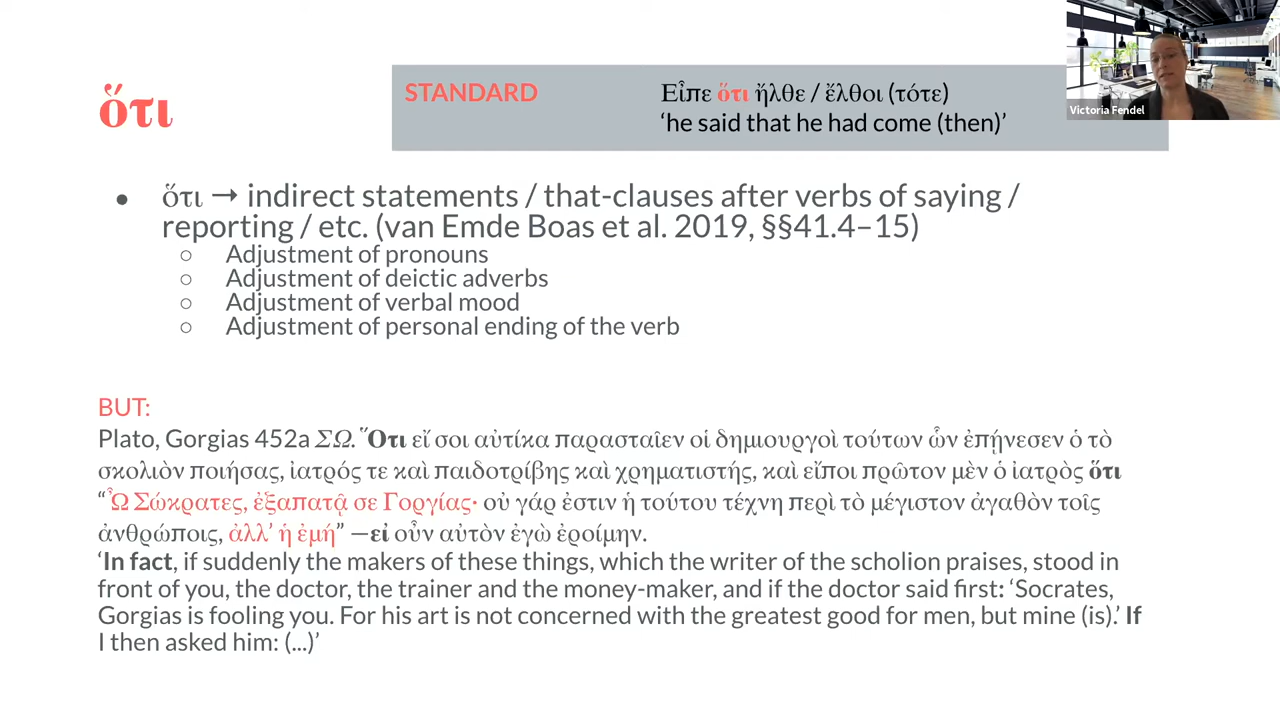 ὅτι
STANDARD Εἶπε ὅτι ἤλθε / ἔλθοι (τότε)
‘he said that he had come (then)’
Victoria Fendel
● ὅτι → indirect statements / that-clauses after verbs of saying /
reporting / etc. (van Emde Boas et al. 2019, §§41.4–15)
○ Adjustment of pronouns
○ Adjustment of deictic adverbs
○ Adjustment of verbal mood
○ Adjustment of personal ending of the verb
BUT:
Plato, Gorgias 452a ΣΩ. Ὅτι εἴ σοι αὐτίκα παρασταῖεν οἱ δημιουργοὶ τούτων ὧν ἐπῄνεσεν ὁ τὸ
σκολιὸν ποιήσας, ἰατρός τε καὶ παιδοτρίβης καὶ χρηματιστής, καὶ εἴποι πρῶτον μὲν ὁ ἰατρὸς ὅτι
“Ὦ Σώκρατες, ἐξαπατᾷ σε Γοργίας· οὐ γάρ ἐστιν ἡ τούτου τέχνη περὶ τὸ μέγιστον ἀγαθὸν τοῖς
ἀνθρώποις, ἀλλ’ ἡ ἐμή” —εἰ οὖν αὐτὸν ἐγὼ ἐροίμην.
‘In fact, if suddenly the makers of these things, which the writer of the scholion praises, stood in
front of you, the doctor, the trainer and the money-maker, and if the doctor said first: ‘Socrates,
Gorgias is fooling you. For his art is not concerned with the greatest good for men, but mine (is).’ If
I then asked him: (...)’